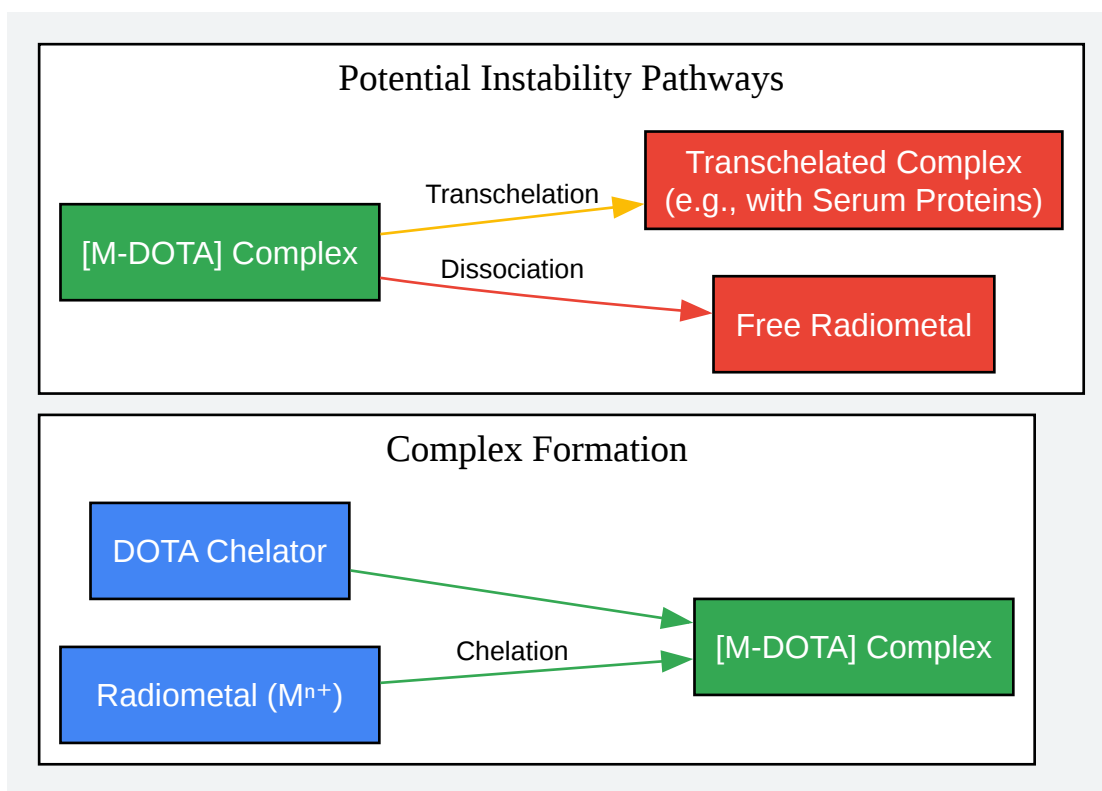 Potential Instability Pathways
[M-DOTA] Complex
Transchelation
Transchelated Complex
(e.g., with Serum Proteins)
Dissociation
Free Radiometal
Complex Formation
DOTA Chelator
Radiometal (Mⁿ⁺)
Chelation
[M-DOTA] Complex